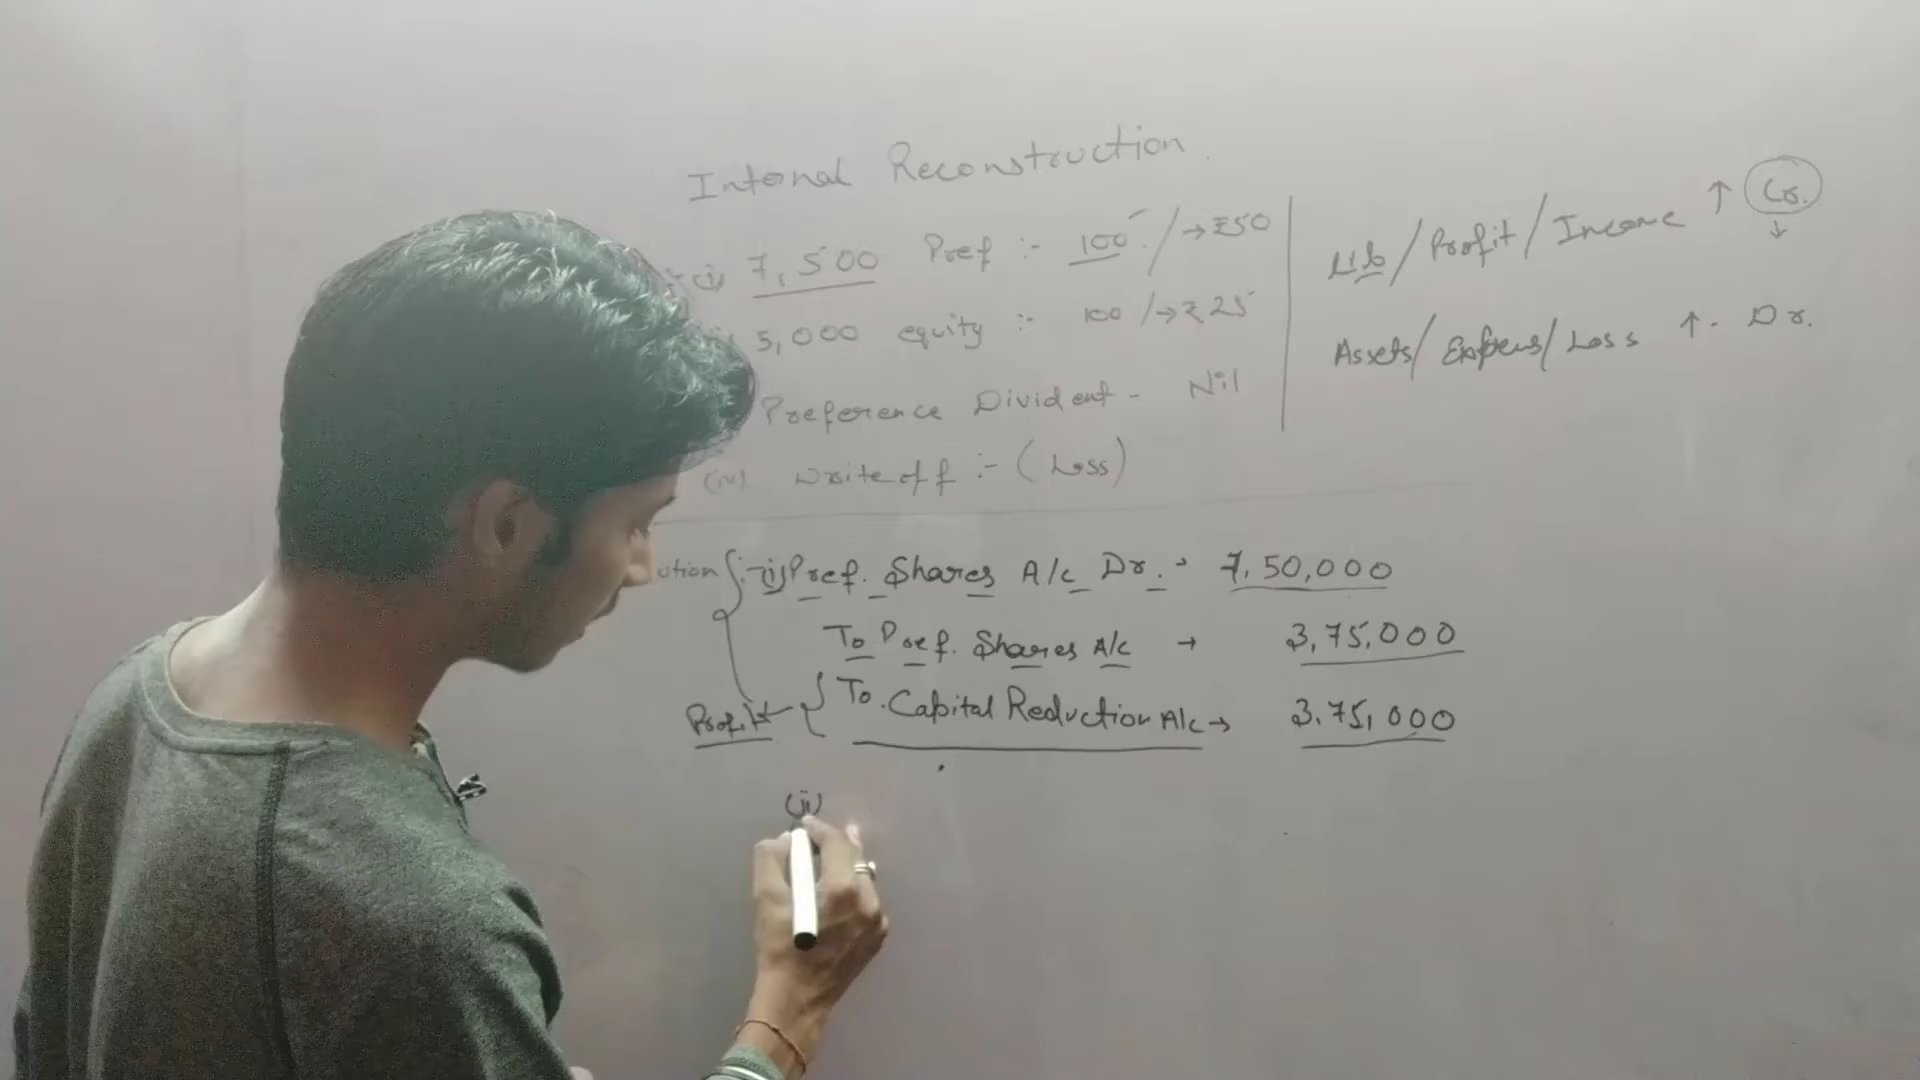 Internal Reconstruction.
(i) 7,500 Pref :- 100 / → ₹50
5,000 equity :- 100 / → ₹25
Preference Divident - Nil
(iv) Write off :- (Loss)
Lib / Profit / Income ↑ Cr. ↓
Assets / Expens / Loss ↑ - Dr.
ution :- (i) Pref. Shares A/c Dr. 7,50,000
To Pref. Shares A/c → 3,75,000
Profit ← To. Capital Reduction A/c → 3,75,000
(ii)